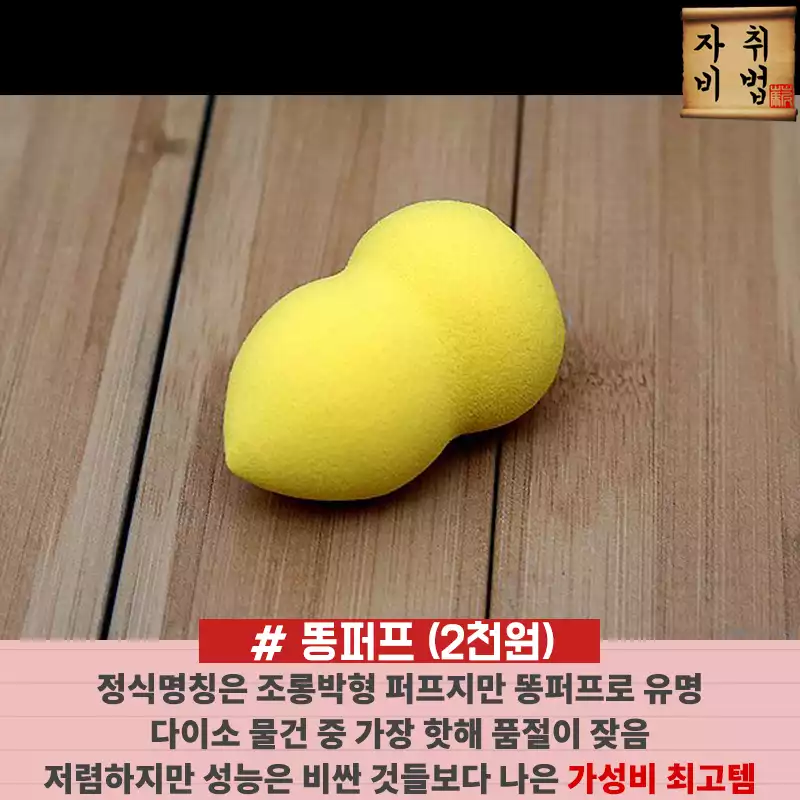 자취
비법
# 똥퍼프 (2천원)
정식명칭은 조롱박형 퍼프지만 똥퍼프로 유명
다이소 물건 중 가장 핫해 품절이 잦음
저렴하지만 성능은 비싼 것들보다 나은 가성비 최고템